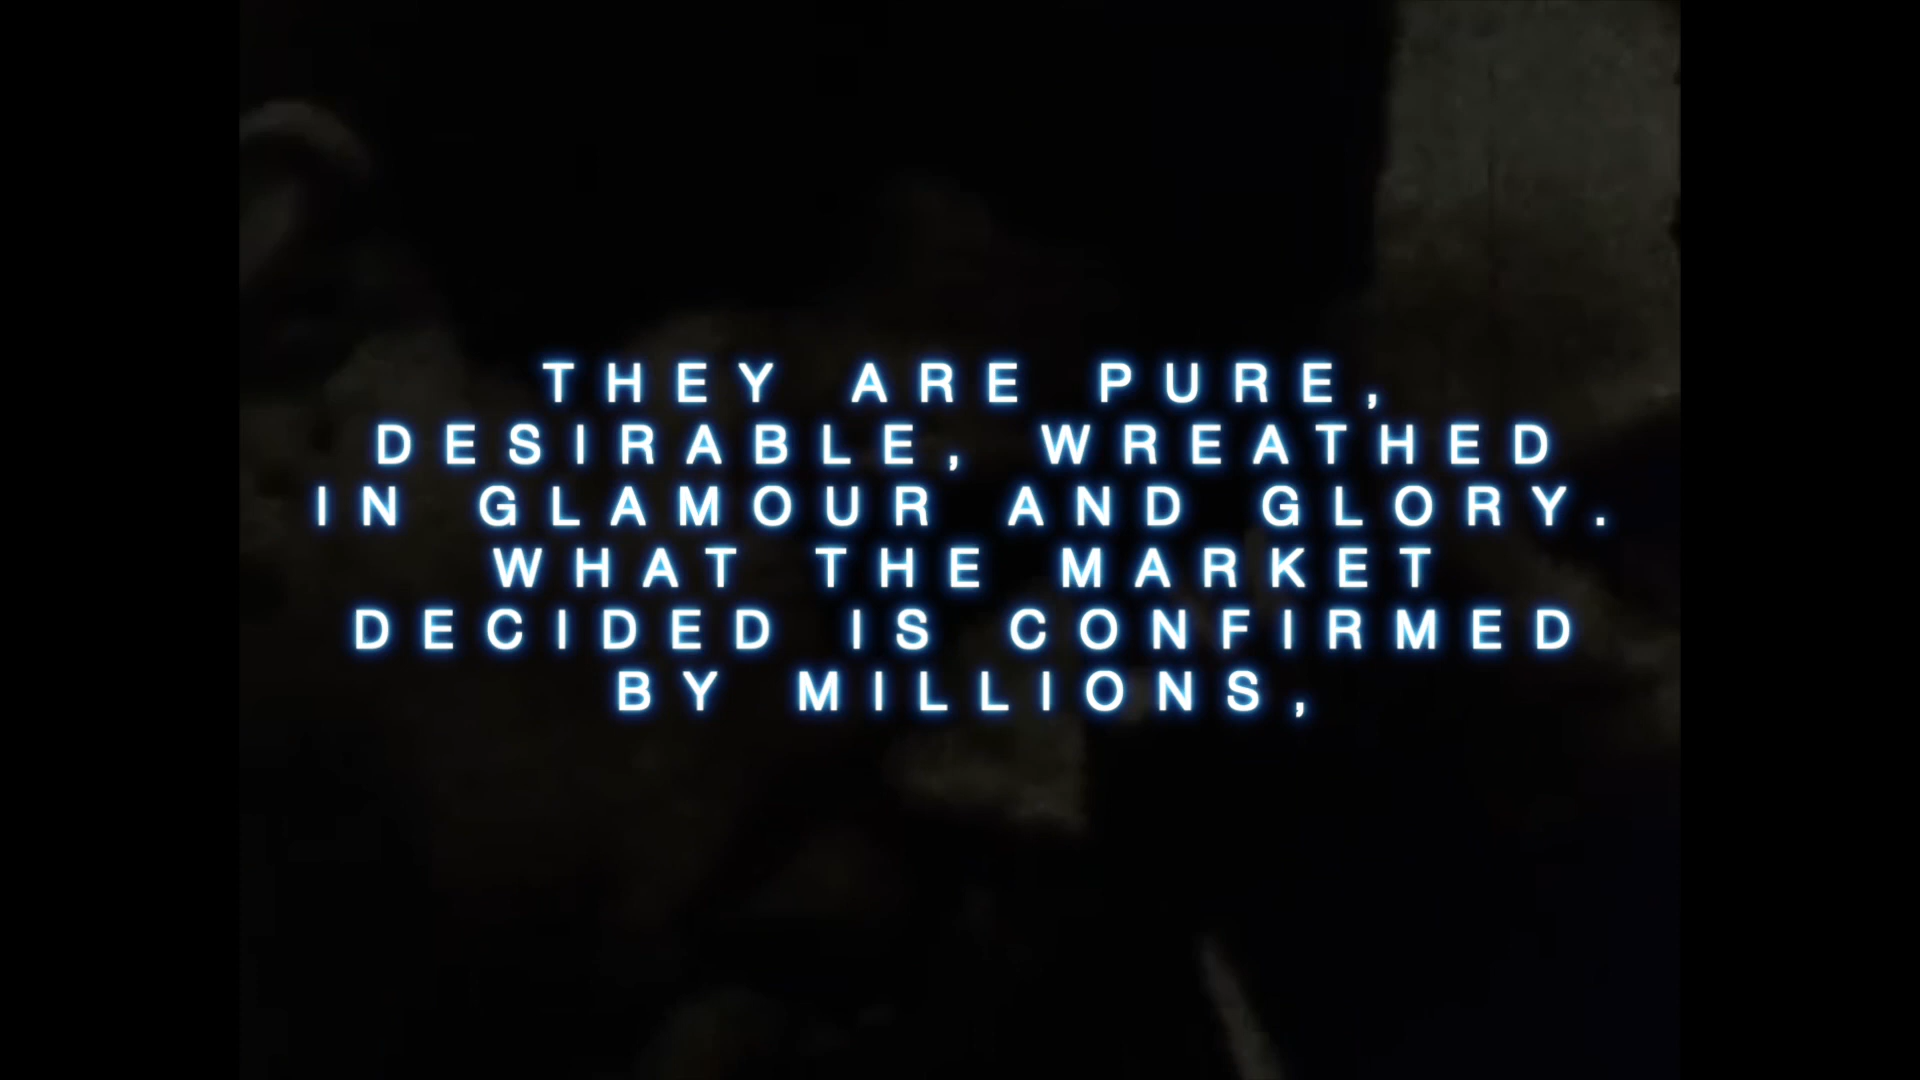 THEY ARE PURE,
DESIRABLE, WREATHED
IN GLAMOUR AND GLORY.
WHAT THE MARKET
DECIDED IS CONFIRMED
BY MILLIONS,